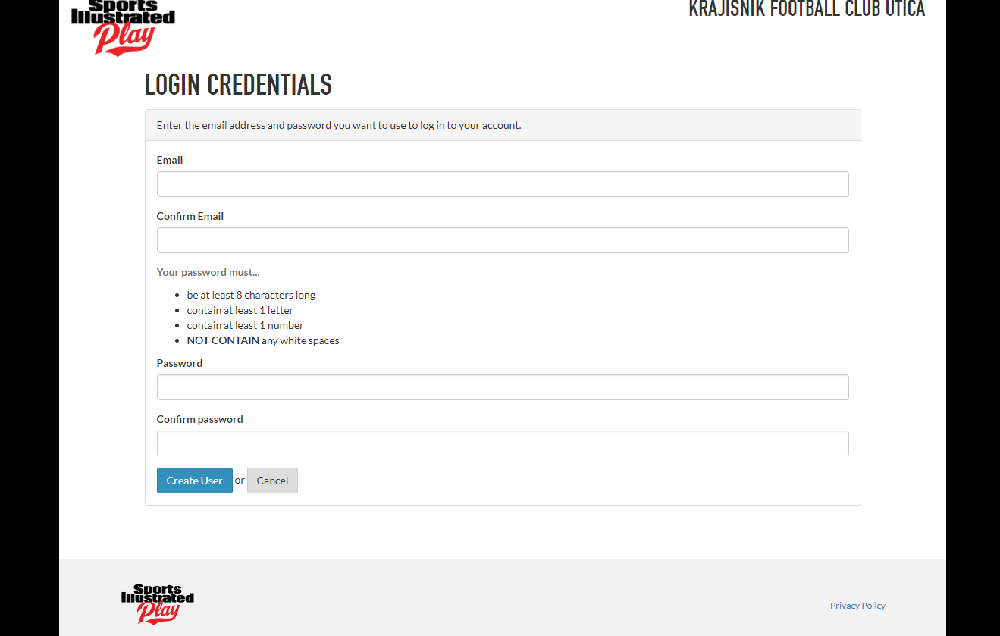 Sports
Illustrated
Play
KRAJISNIK FOOTBALL CLUB UTICA
LOGIN CREDENTIALS
Enter the email address and password you want to use to log in to your account.
Email
Confirm Email
Your password must...
be at least 8 characters long
contain at least 1 letter
contain at least 1 number
NOT CONTAIN any white spaces
Password
Confirm password
Create User or Cancel
Sports
Illustrated
Play
Privacy Policy